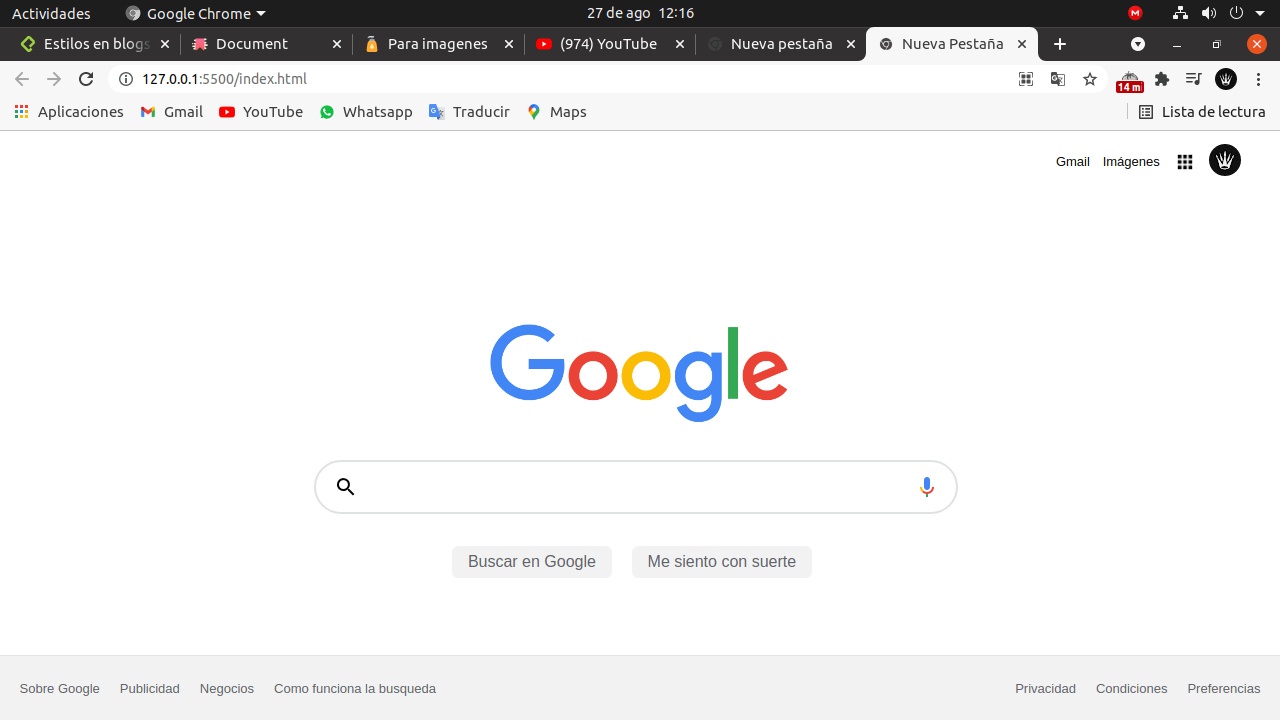 Actividades Google Chrome 27 de ago 12:16
Estilos en blogs Document Para imagenes (974) YouTube Nueva pestaña Nueva Pestaña
127.0.0.1:5500/index.html 14 m
Aplicaciones Gmail YouTube Whatsapp Traducir Maps Lista de lectura
Gmail Imágenes
Google
Buscar en Google Me siento con suerte
Sobre Google Publicidad Negocios Como funciona la busqueda Privacidad Condiciones Preferencias